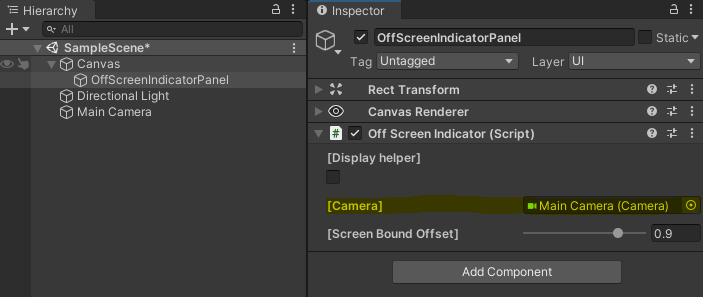 Hierarchy
All
SampleScene*
Canvas
OffScreenIndicatorPanel
Directional Light
Main Camera
Inspector
OffScreenIndicatorPanel
Static
Tag Untagged Layer UI
Rect Transform
Canvas Renderer
# Off Screen Indicator (Script)
[Display helper]
[Camera] Main Camera (Camera)
[Screen Bound Offset] 0.9
Add Component